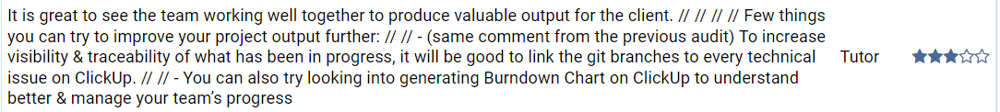 It is great to see the team working well together to produce valuable output for the client. // // // // Few things
you can try to improve your project output further: // // - (same comment from the previous audit) To increase
visibility & traceability of what has been in progress, it will be good to link the git branches to every technical
issue on ClickUp. // // - You can also try looking into generating Burndown Chart on ClickUp to understand
better & manage your team’s progress
Tutor